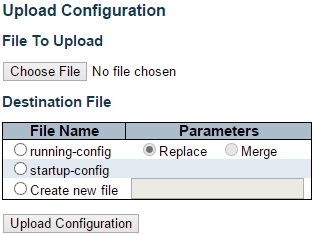 Upload Configuration
File To Upload
Choose File No file chosen
Destination File
File Name Parameters
running-config Replace Merge
startup-config
Create new file
Upload Configuration